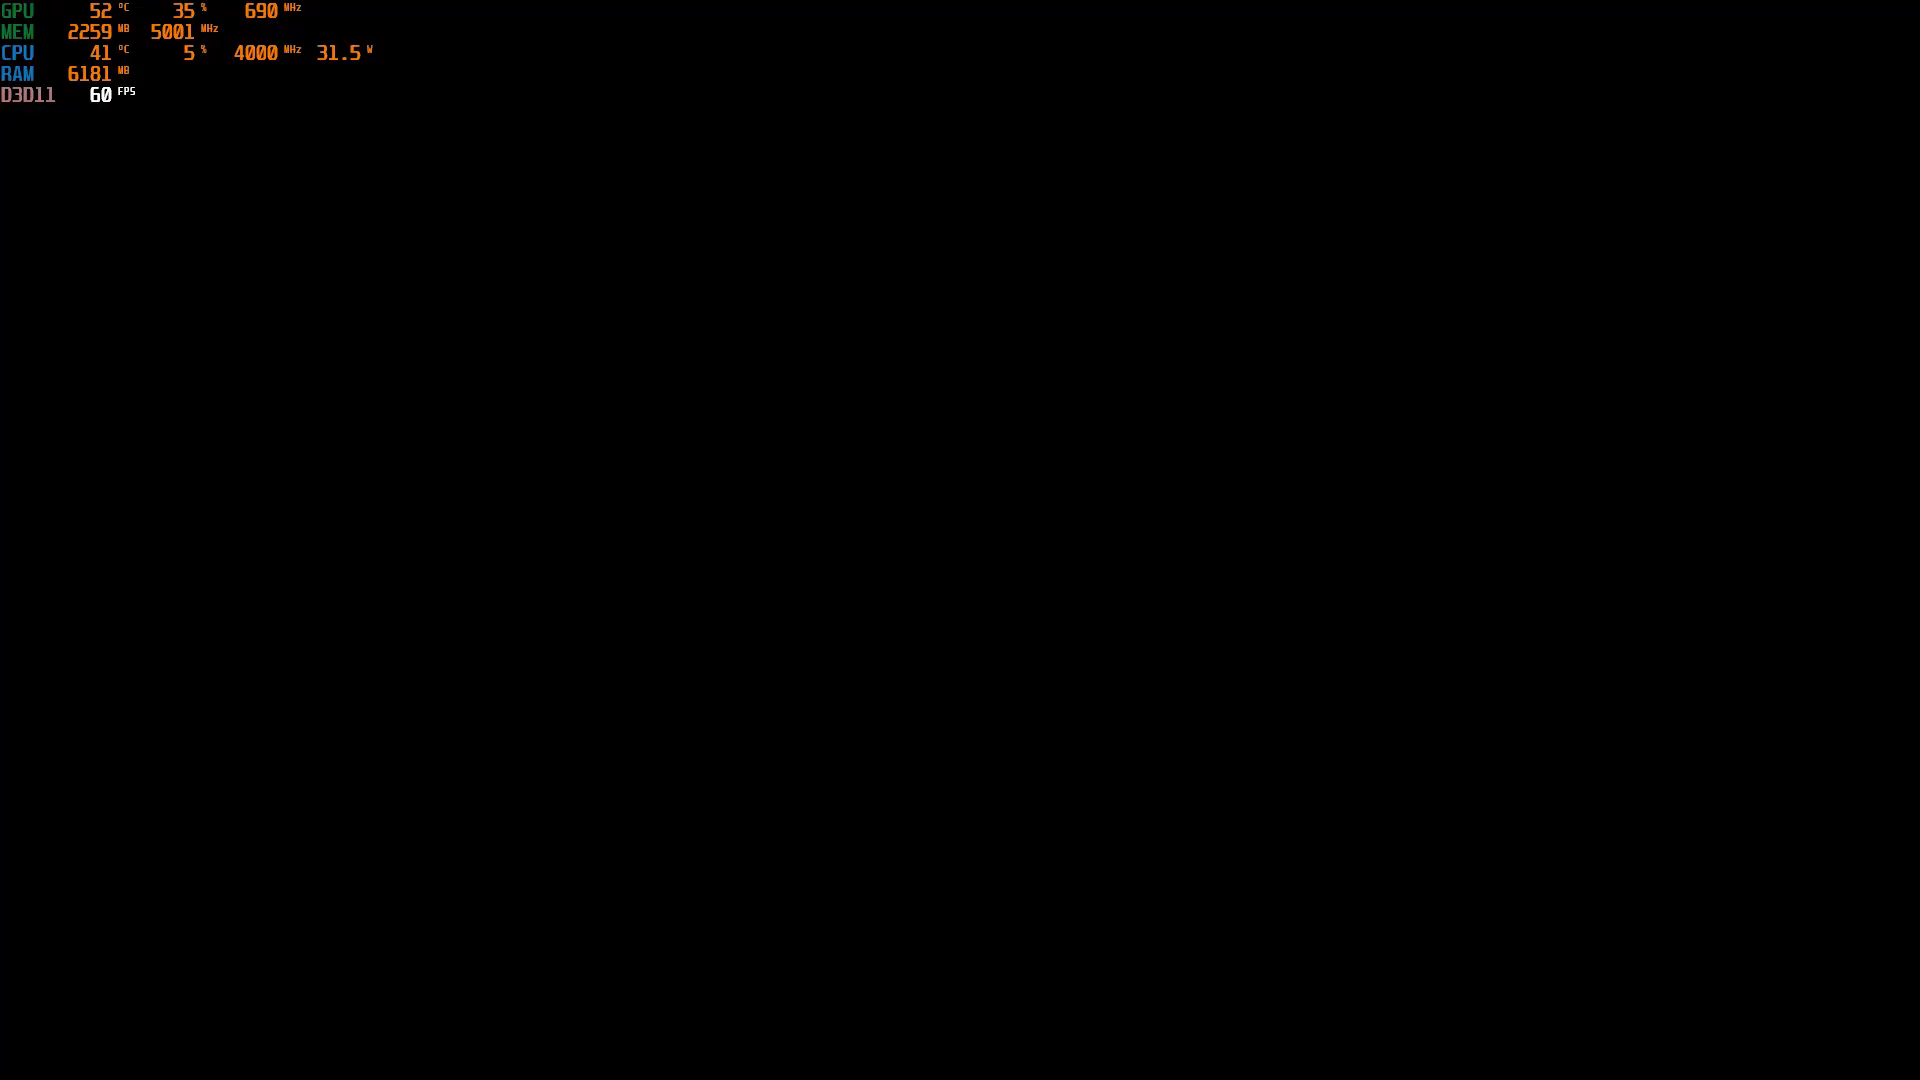 GPU 52 °C 35 % 690 MHz
MEM 2259 MB 5001 MHz
CPU 41 °C 5 % 4000 MHz 31.5 W
RAM 6181 MB
D3D11 60 FPS